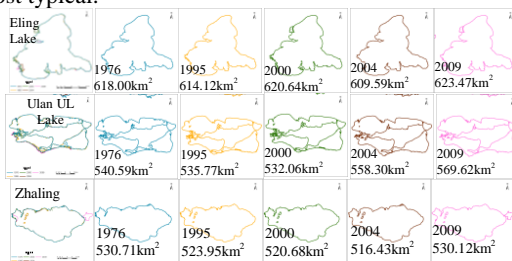 ost typical.
Eling
Lake
1976
618.00km²
1995
614.12km²
2000
620.64km²
2004
609.59km²
2009
623.47km²
Ulan UL
Lake
1976
540.59km²
1995
535.77km²
2000
532.06km²
2004
558.30km²
2009
569.62km²
Zhaling
1976
530.71km²
1995
523.95km²
2000
520.68km²
2004
516.43km²
2009
530.12km²